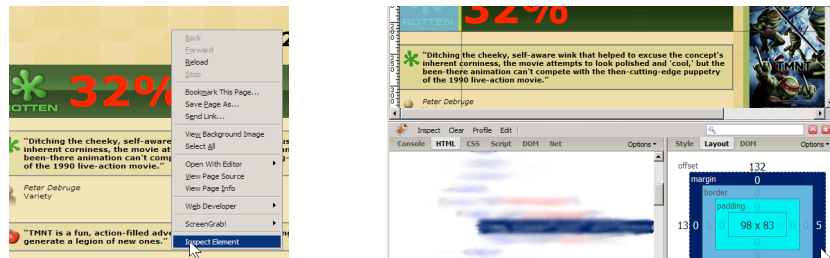 Back
Forward
Reload
Stop
Bookmark This Page...
Save Page As...
Send Link...
View Background Image
Select All
Open With Editor
View Page Source
View Page Info
Web Developer
ScreenGrab!
Inspect Element
2
32%
ROTTEN
"Ditching the cheeky, self-aware
inherent corniness, the movie at
been-there animation can't comp
of the 1990 live-action movie."
Peter Debruge
Variety
"TMNT is a fun, action-filled adve
generate a legion of new ones."
32%
ROTTEN
"Ditching the cheeky, self-aware wink that helped to excuse the concept's
inherent corniness, the movie attempts to look polished and 'cool,' but the
been-there animation can't compete with the then-cutting-edge puppetry
of the 1990 live-action movie."
Peter Debruge
TMNT
Inspect Clear Profile Edit
Console HTML CSS Script DOM Net Options
Style Layout DOM Options
offset 132
margin 0
border 0
padding 0
13 0 0 0 98 x 83 0 0 5
0